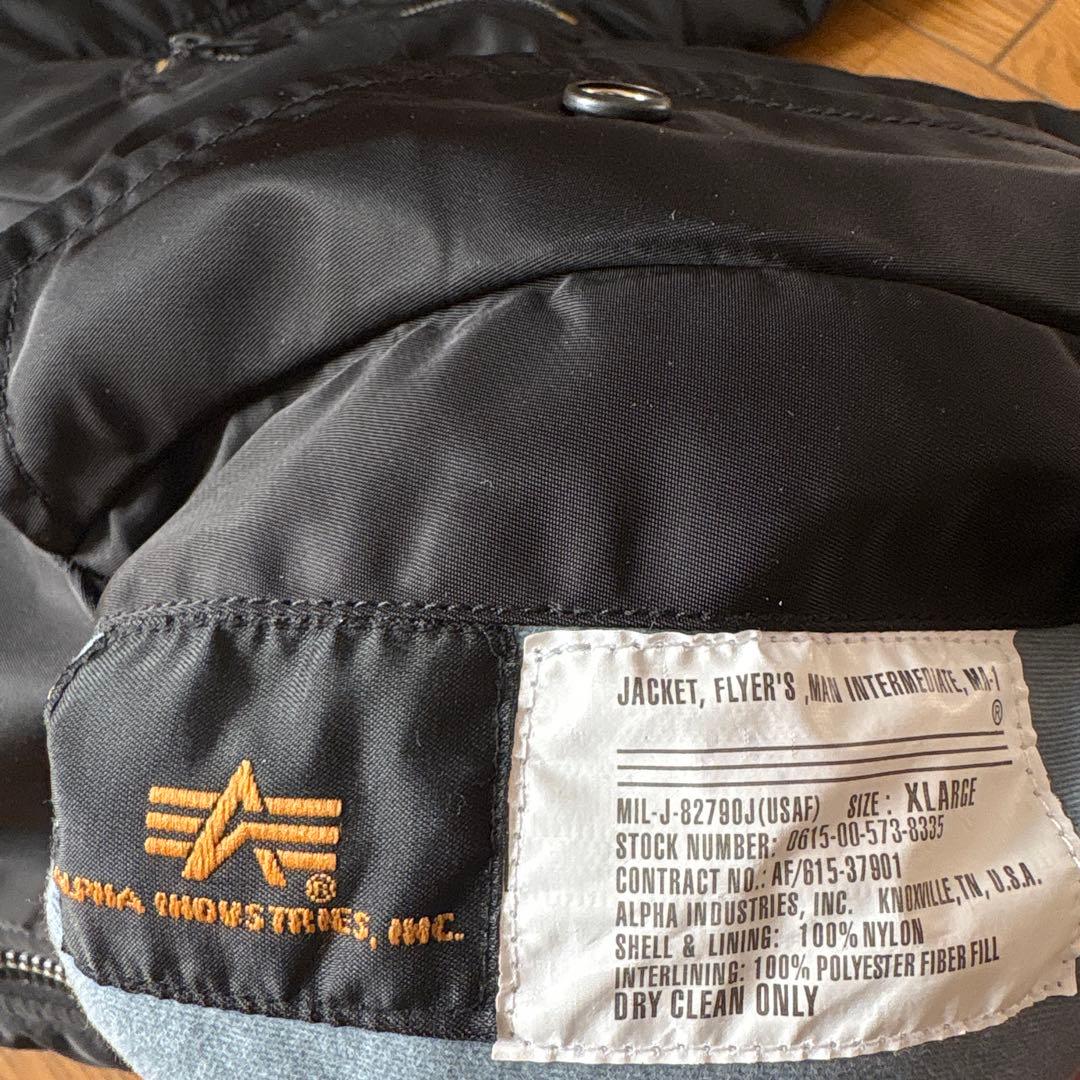 ALPHA INDUSTRIES, INC.
®
JACKET, FLYER'S ,MAN INTERMEDIATE, MA-1
®
MIL-J-82790J(USAF) SIZE: XLARGE
STOCK NUMBER: 0615-00-573-8335
CONTRACT NO.: AF/615-37901
ALPHA INDUSTRIES, INC. KNOXVILLE,TN, U.S.A.
SHELL & LINING: 100% NYLON
INTERLINING: 100% POLYESTER FIBER FILL
DRY CLEAN ONLY